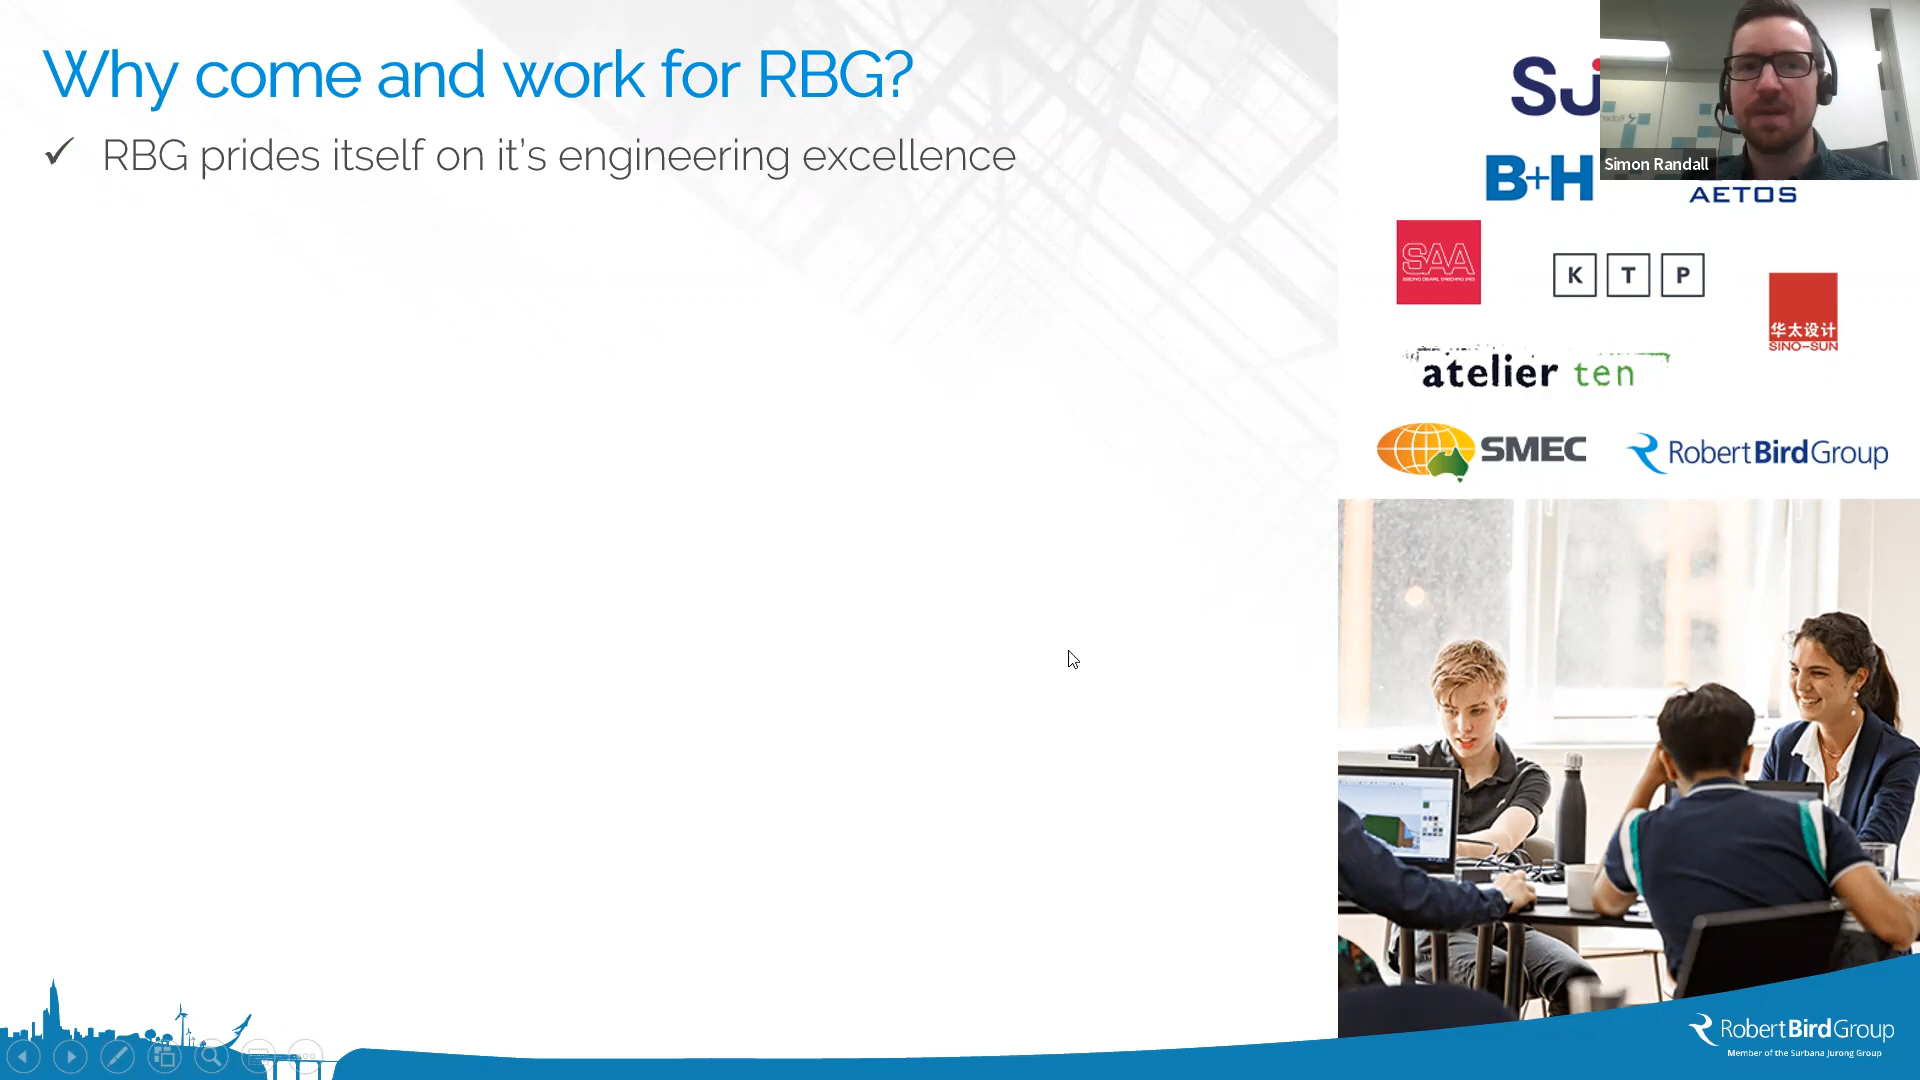 Why come and work for RBG?
✓ RBG prides itself on it's engineering excellence
SJ
Simon Randall
B+H
AETOS
SAA
K T P
华太设计
SINO-SUN
atelier ten
SMEC
RobertBirdGroup
RobertBirdGroup
Member of the Surbana Jurong Group